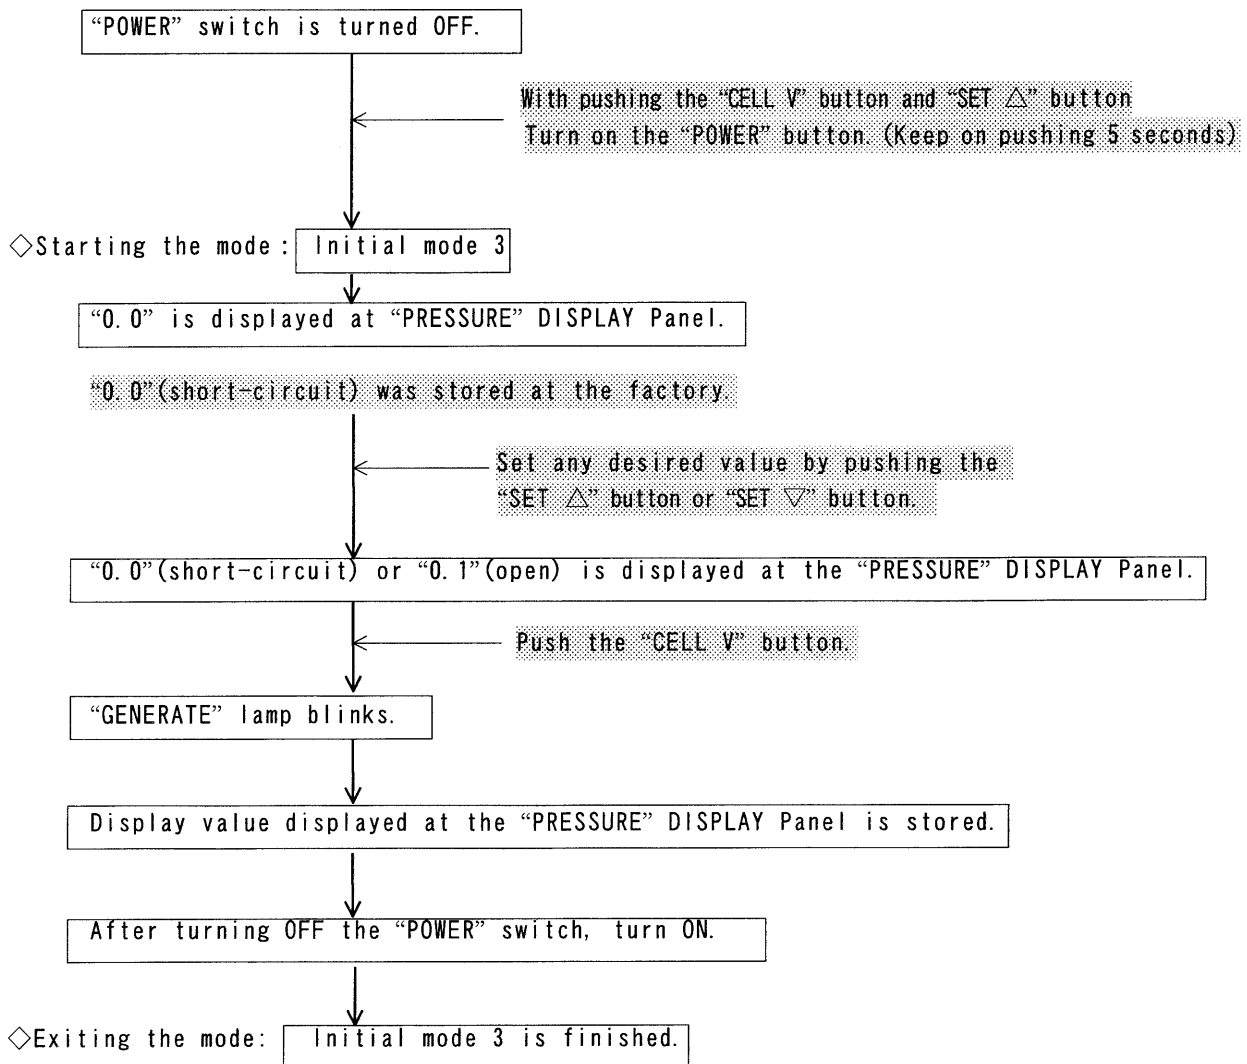 “POWER” switch is turned OFF.
With pushing the “CELL V” button and “SET △” button
Turn on the “POWER” button. (Keep on pushing 5 seconds)
◇Starting the mode: Initial mode 3
“0.0” is displayed at “PRESSURE” DISPLAY Panel.
“0.0”(short-circuit) was stored at the factory.
Set any desired value by pushing the
“SET △” button or “SET ▽” button.
“0.0”(short-circuit) or “0.1”(open) is displayed at the “PRESSURE” DISPLAY Panel.
Push the “CELL V” button.
“GENERATE” lamp blinks.
Display value displayed at the “PRESSURE” DISPLAY Panel is stored.
After turning OFF the “POWER” switch, turn ON.
◇Exiting the mode: Initial mode 3 is finished.